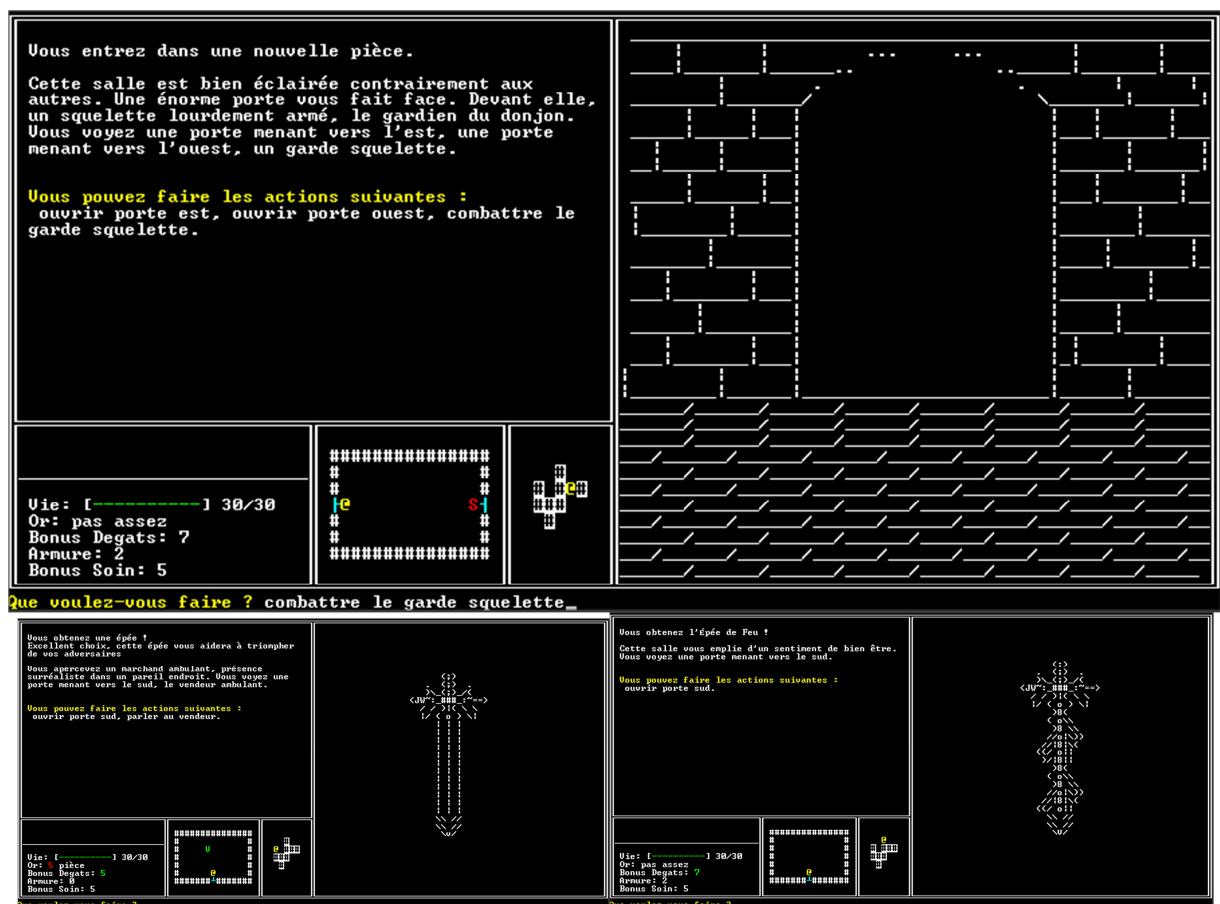 Vous entrez dans une nouvelle pièce.
Cette salle est bien éclairée contrairement aux
autres. Une énorme porte vous fait face. Devant elle,
un squelette lourdement armé, le gardien du donjon.
Vous voyez une porte menant vers l'est, une porte
menant vers l'ouest, un garde squelette.
Vous pouvez faire les actions suivantes :
ouvrir porte est, ouvrir porte ouest, combattre le
garde squelette.
Vie: [----------] 30/30
Or: pas assez
Bonus Degats: 7
Armure: 2
Bonus Soin: 5
@
S
@
Que voulez-vous faire ? combattre le garde squelette_
Vous obtenez une épée !
Excellent choix, cette épée vous aidera à triompher
de vos adversaires
Vous apercevez un marchand ambulant, présence
surréaliste dans un pareil endroit. Vous voyez une
porte menant vers le sud, le vendeur ambulant.
Vous pouvez faire les actions suivantes :
ouvrir porte sud, parler au vendeur.
Vie: [----------] 30/30
Or: 5 pièce
Bonus Degats: 5
Armure: 0
Bonus Soin: 5
V
@
@
Vous obtenez l'Épée de Feu !
Cette salle vous emplie d'un sentiment de bien être.
Vous voyez une porte menant vers le sud.
Vous pouvez faire les actions suivantes :
ouvrir porte sud.
Vie: [----------] 30/30
Or: pas assez
Bonus Degats: 7
Armure: 2
Bonus Soin: 5
@
@